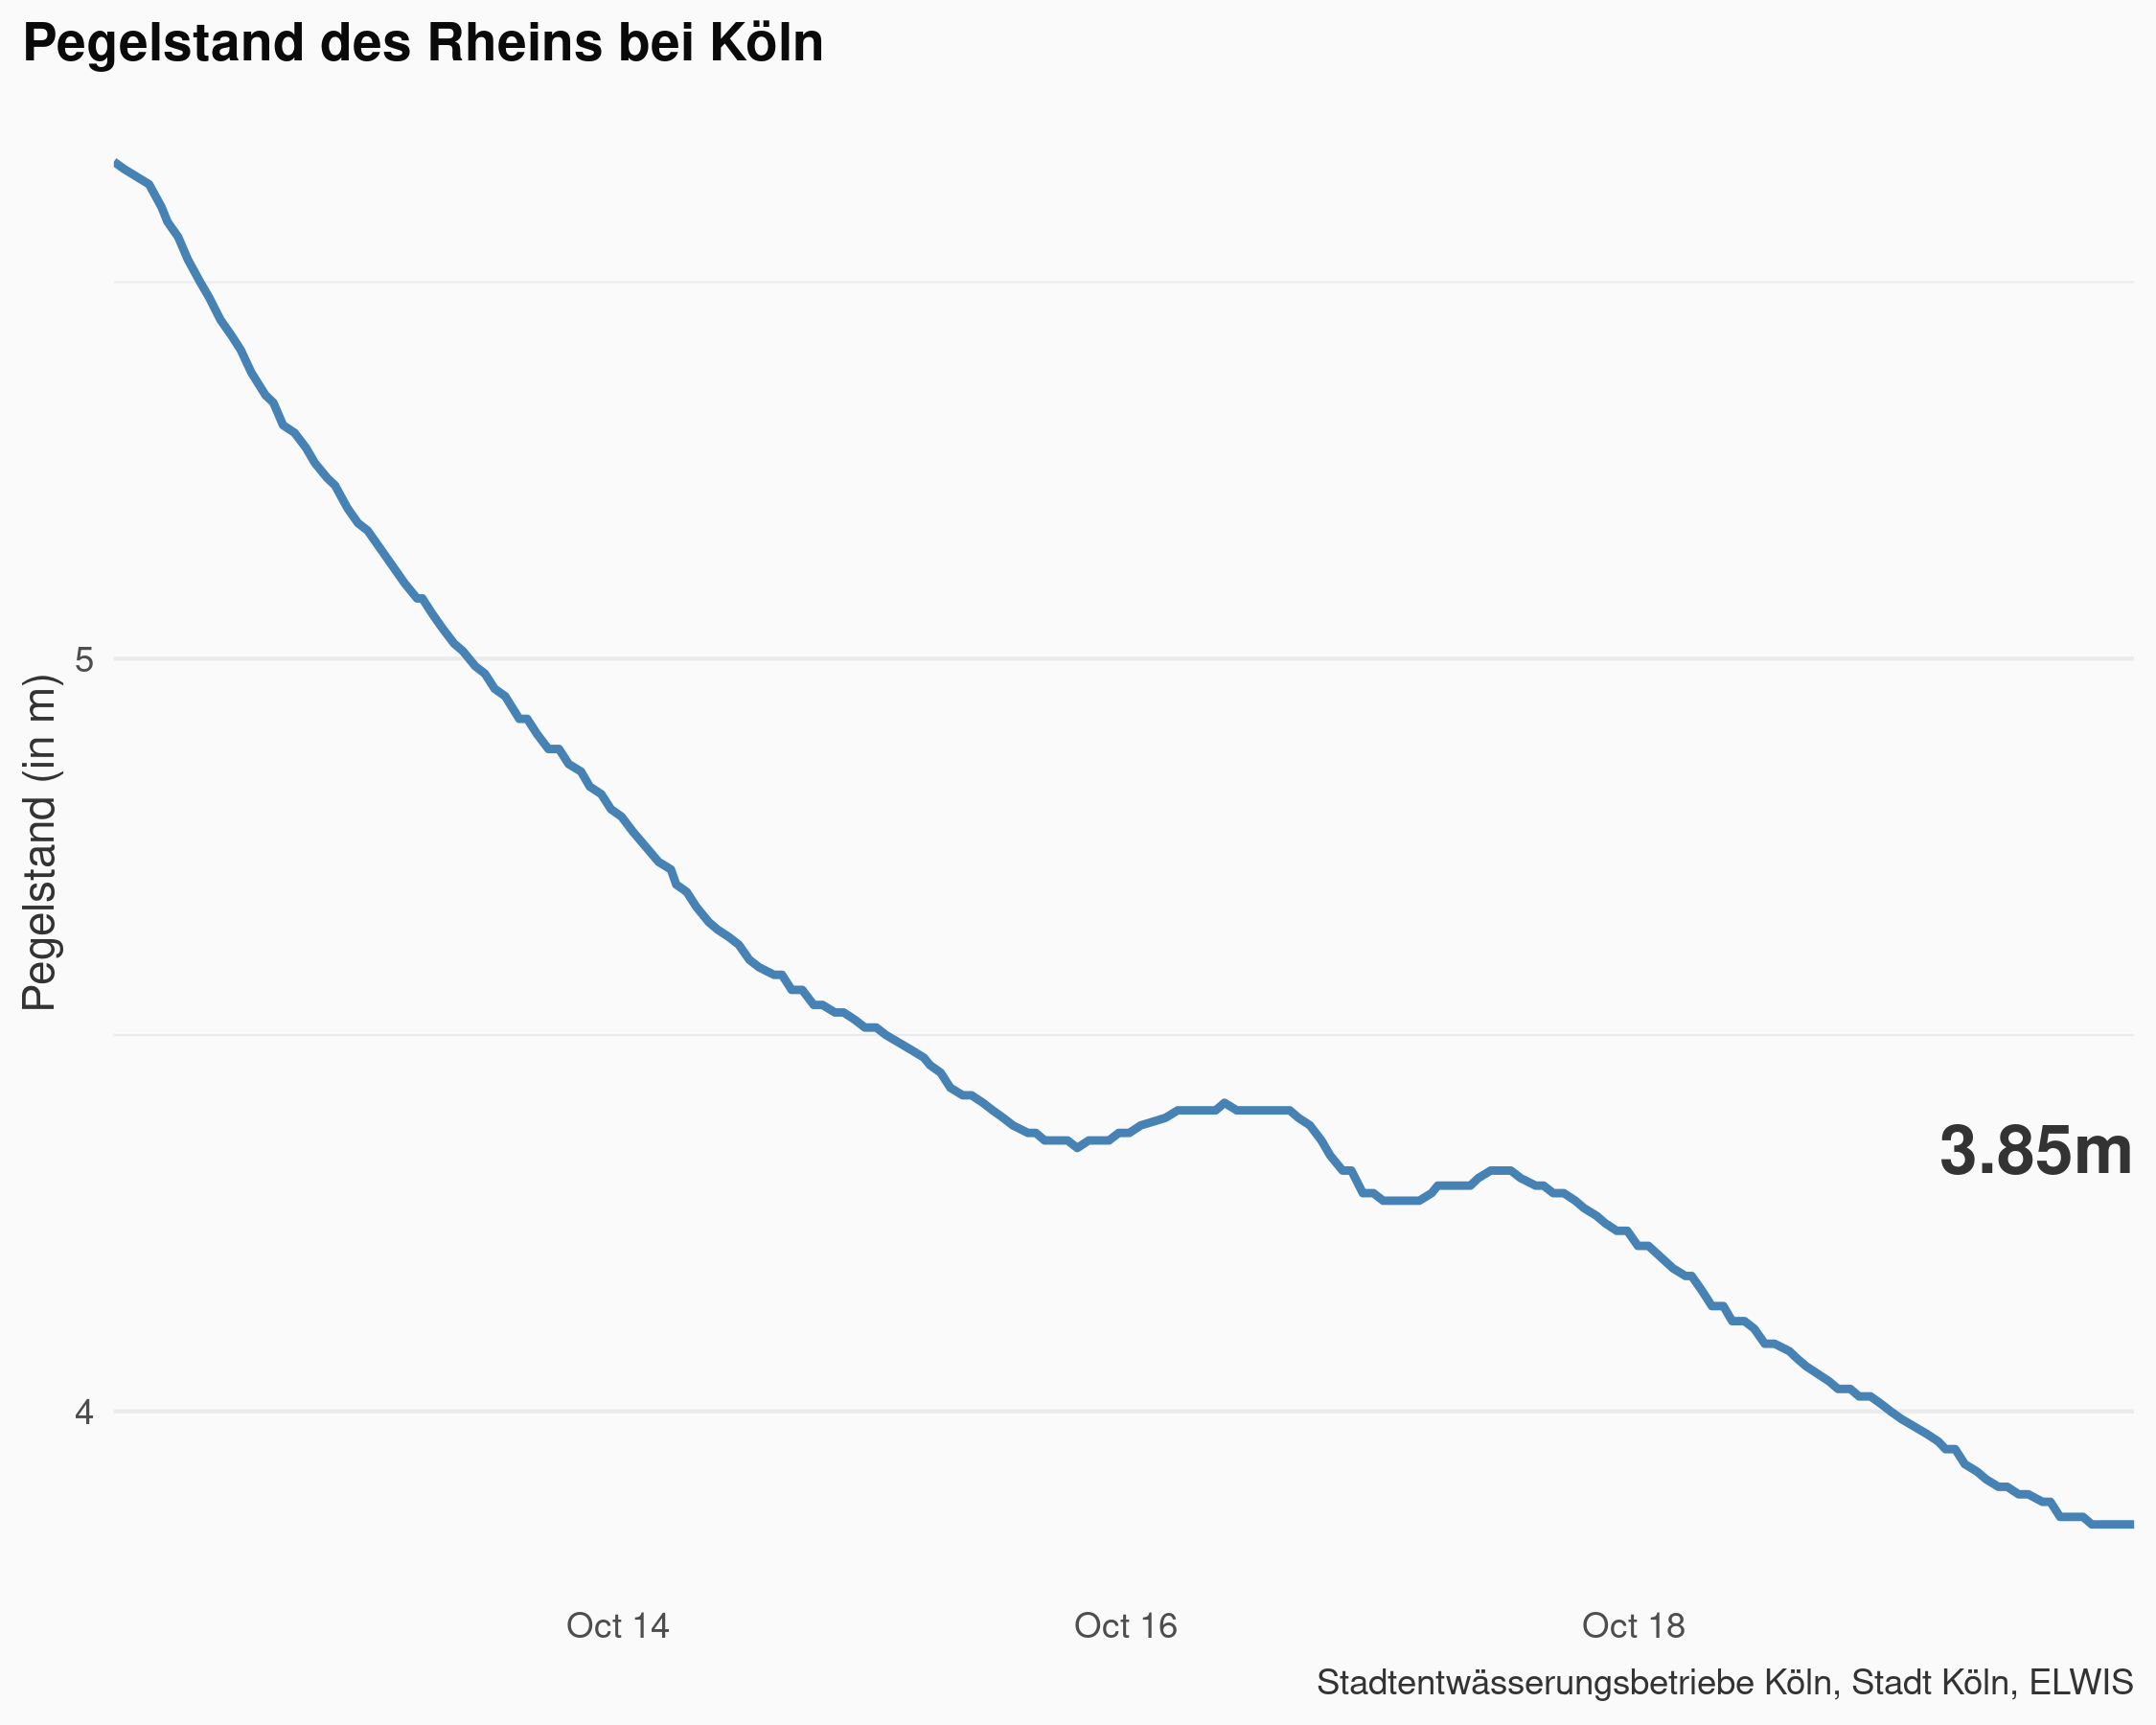 Pegelstand des Rheins bei Köln
Pegelstand (in m)
5
4
3.85m
Oct 14
Oct 16
Oct 18
Stadtentwässerungsbetriebe Köln, Stadt Köln, ELWIS